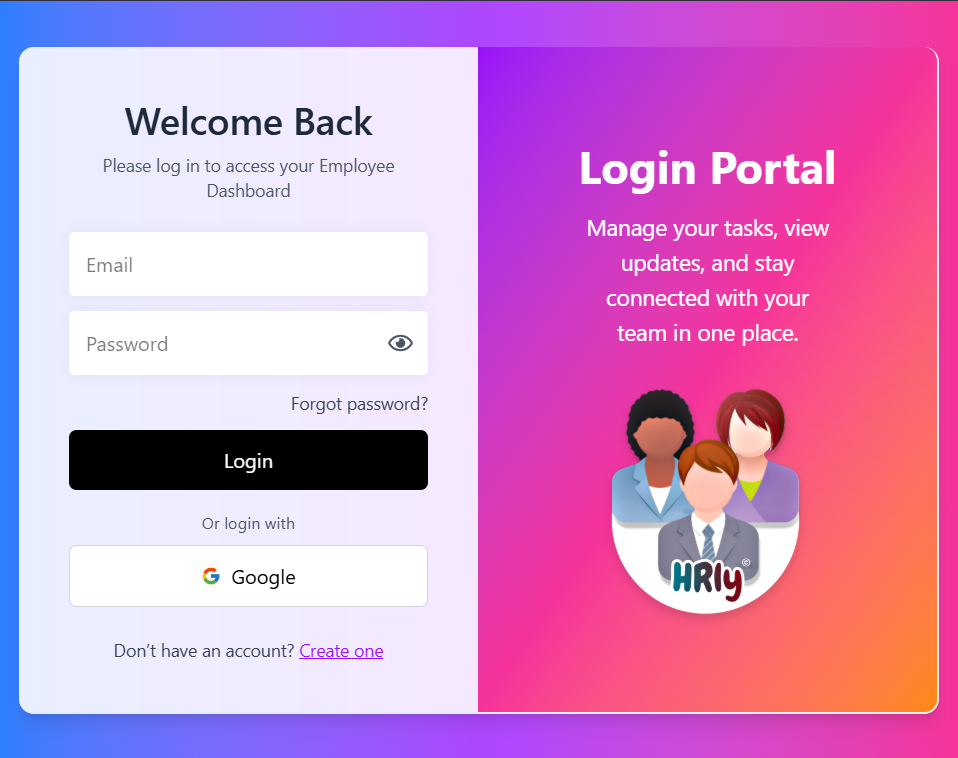 Welcome Back
Please log in to access your Employee
Dashboard
Email
Password
Forgot password?
Login
Or login with
Google
Don’t have an account? Create one
Login Portal
Manage your tasks, view
updates, and stay
connected with your
team in one place.
HRly©